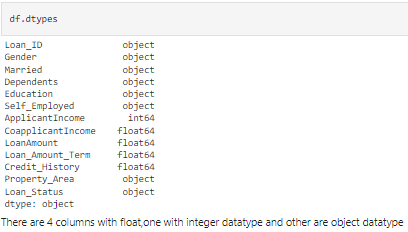 df.dtypes
Loan_ID object
Gender object
Married object
Dependents object
Education object
Self_Employed object
ApplicantIncome int64
CoapplicantIncome float64
LoanAmount float64
Loan_Amount_Term float64
Credit_History float64
Property_Area object
Loan_Status object
dtype: object
There are 4 columns with float,one with integer datatype and other are object datatype